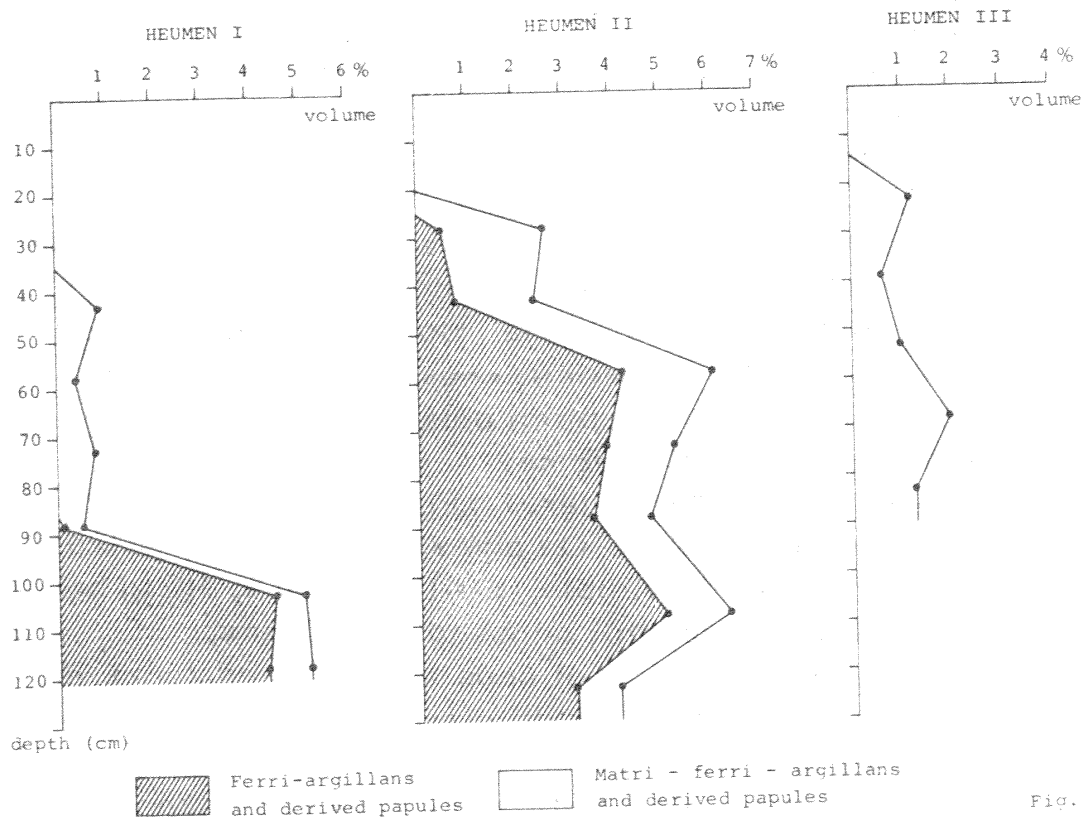 HEUMEN I
1 2 3 4 5 6 %
volume
HEUMEN II
1 2 3 4 5 6 7 %
volume
HEUMEN III
1 2 3 4 %
volume
10
20
30
40
50
60
70
80
90
100
110
120
depth (cm)
Ferri-argillans
and derived papules
Matri - ferri - argillans
and derived papules
Fig.